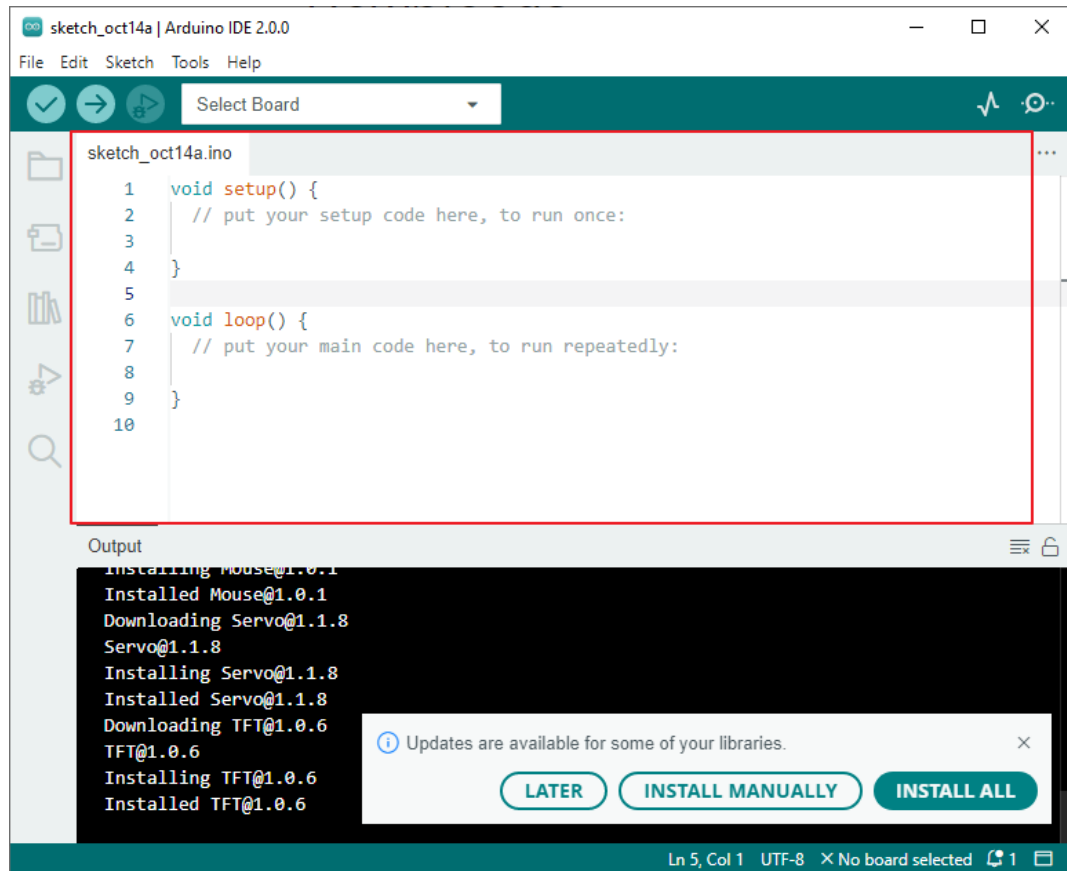 sketch_oct14a | Arduino IDE 2.0.0
File Edit Sketch Tools Help
Select Board
sketch_oct14a.ino
1 void setup() {
2 // put your setup code here, to run once:
3
4 }
5
6 void loop() {
7 // put your main code here, to run repeatedly:
8
9 }
10
Output
Installing Mouse@1.0.1
Installed Mouse@1.0.1
Downloading Servo@1.1.8
Servo@1.1.8
Installing Servo@1.1.8
Installed Servo@1.1.8
Downloading TFT@1.0.6
TFT@1.0.6
Installing TFT@1.0.6
Installed TFT@1.0.6
Updates are available for some of your libraries.
LATER INSTALL MANUALLY INSTALL ALL
Ln 5, Col 1 UTF-8 No board selected 1